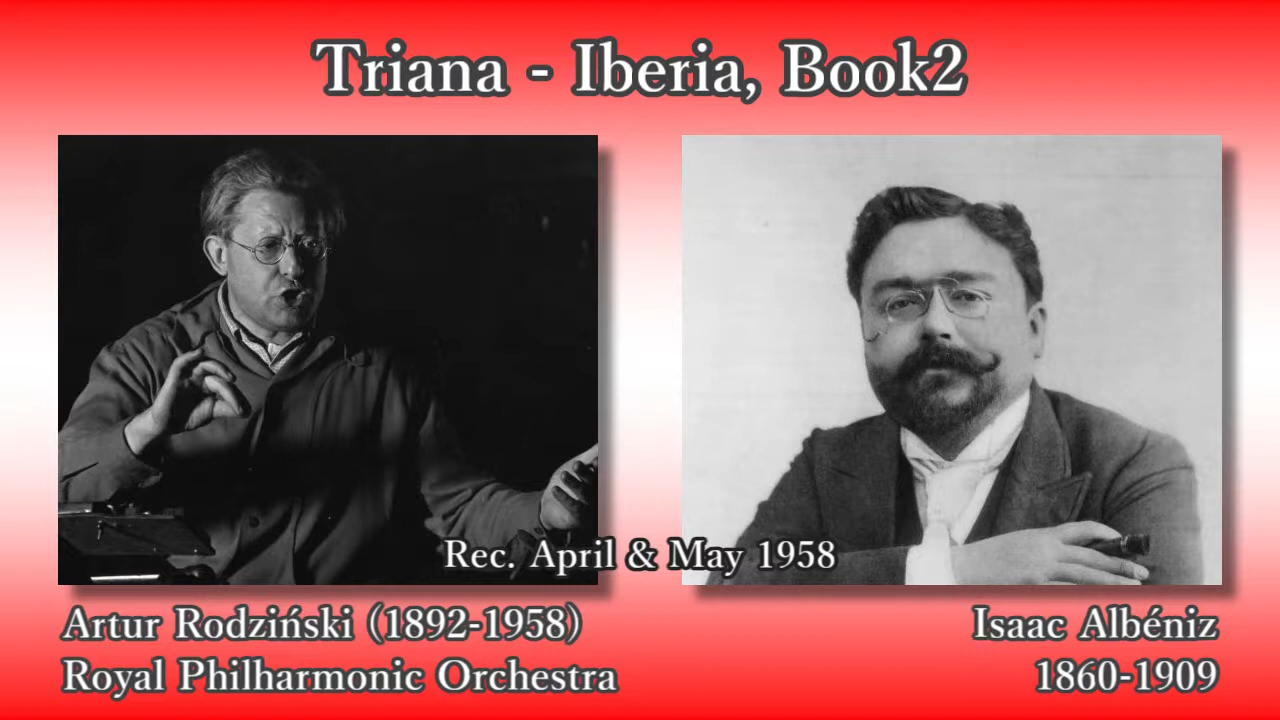 Triana - Iberia, Book2
Rec. April & May 1958
Artur Rodziński (1892-1958)
Royal Philharmonic Orchestra
Isaac Albéniz
1860-1909